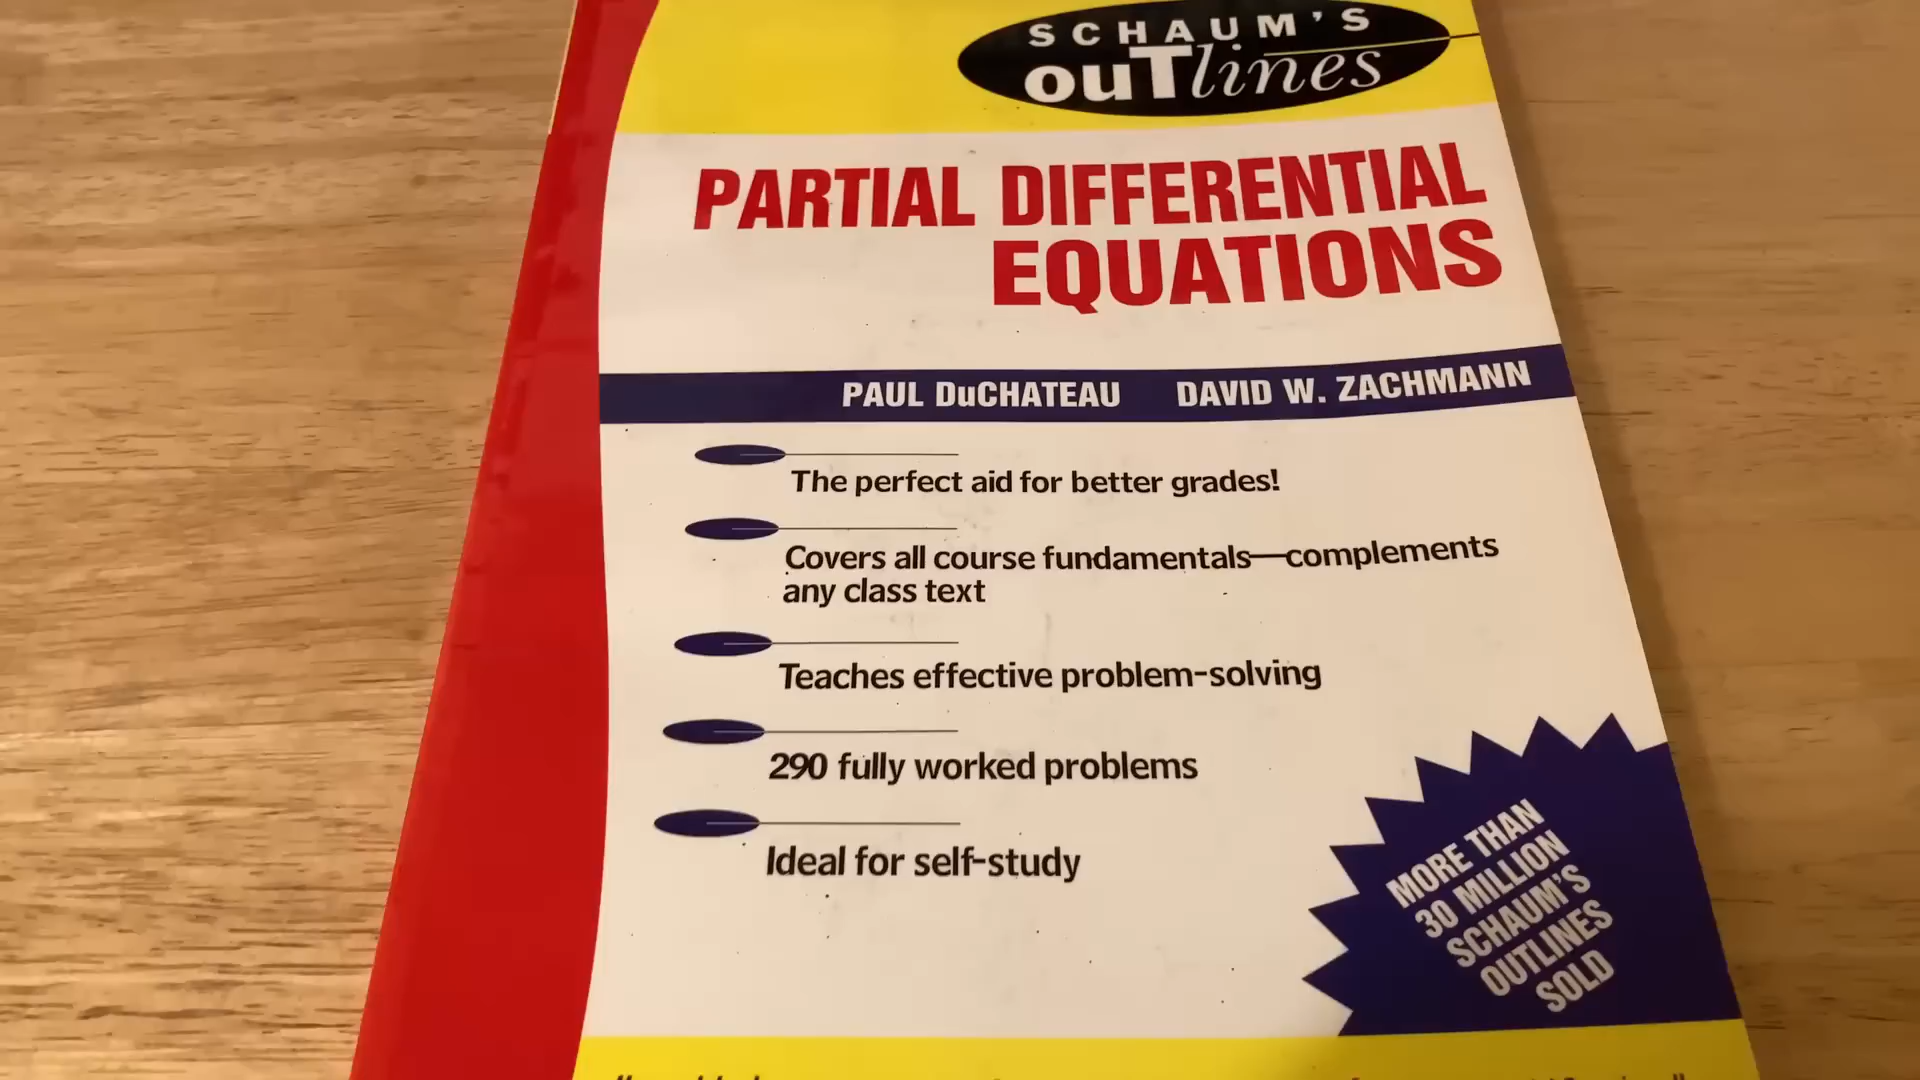 SCHAUM'S
ouTlines
PARTIAL DIFFERENTIAL
EQUATIONS
PAUL DuCHATEAU DAVID W. ZACHMANN
The perfect aid for better grades!
Covers all course fundamentals—complements
any class text
Teaches effective problem-solving
290 fully worked problems
Ideal for self-study
MORE THAN
30 MILLION
SCHAUM'S
OUTLINES
SOLD